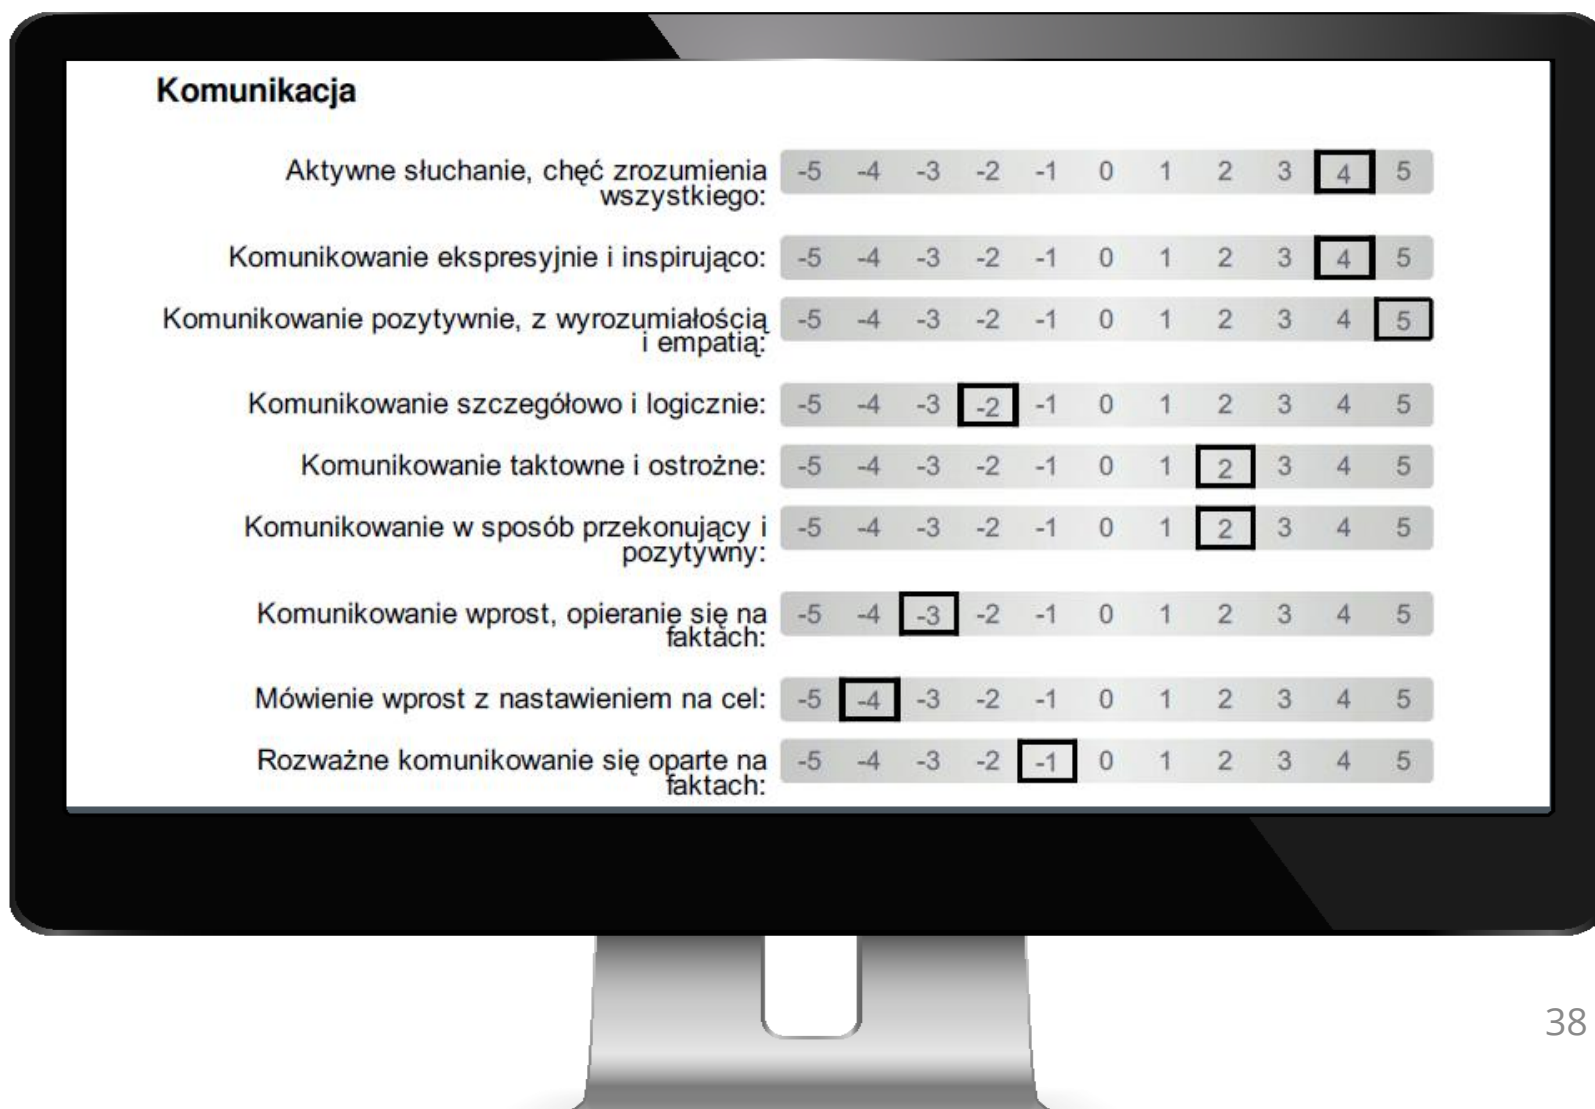 Komunikacja
Aktywne słuchanie, chęć zrozumienia
wszystkiego:
-5 -4 -3 -2 -1 0 1 2 3 4 5
Komunikowanie ekspresyjnie i inspirująco:
-5 -4 -3 -2 -1 0 1 2 3 4 5
Komunikowanie pozytywnie, z wyrozumiałością
i empatią:
-5 -4 -3 -2 -1 0 1 2 3 4 5
Komunikowanie szczegółowo i logicznie:
-5 -4 -3 -2 -1 0 1 2 3 4 5
Komunikowanie taktowne i ostrożne:
-5 -4 -3 -2 -1 0 1 2 3 4 5
Komunikowanie w sposób przekonujący i
pozytywny:
-5 -4 -3 -2 -1 0 1 2 3 4 5
Komunikowanie wprost, opieranie się na
faktach:
-5 -4 -3 -2 -1 0 1 2 3 4 5
Mówienie wprost z nastawieniem na cel:
-5 -4 -3 -2 -1 0 1 2 3 4 5
Rozważne komunikowanie się oparte na
faktach:
-5 -4 -3 -2 -1 0 1 2 3 4 5
38